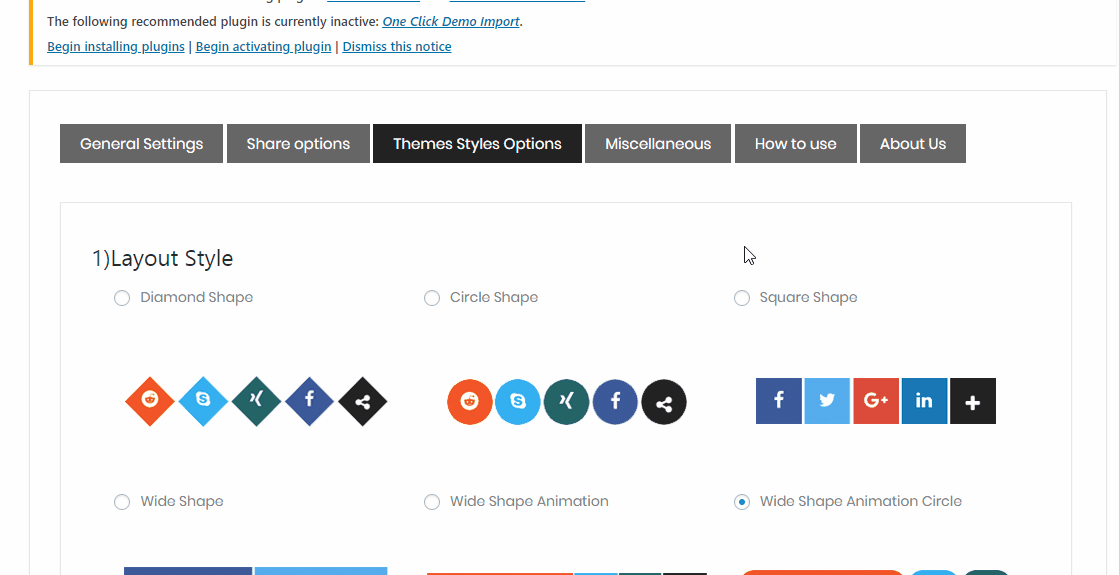 The following recommended plugin is currently inactive: One Click Demo Import.
Begin installing plugins | Begin activating plugin | Dismiss this notice
General Settings Share options Themes Styles Options Miscellaneous How to use About Us
1)Layout Style
Diamond Shape Circle Shape Square Shape
f f f G+ in +
Wide Shape Wide Shape Animation Wide Shape Animation Circle